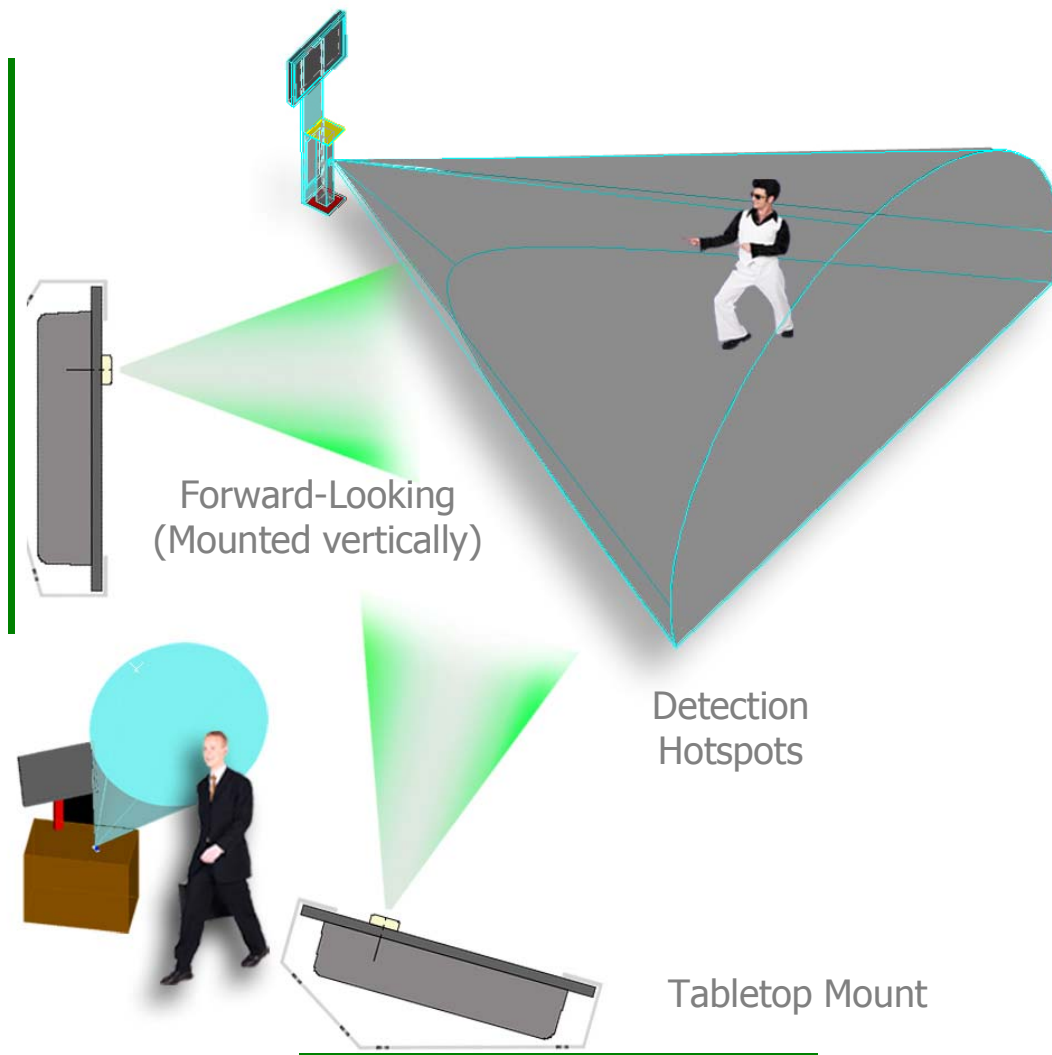 Forward-Looking
(Mounted vertically)
Detection
Hotspots
Tabletop Mount